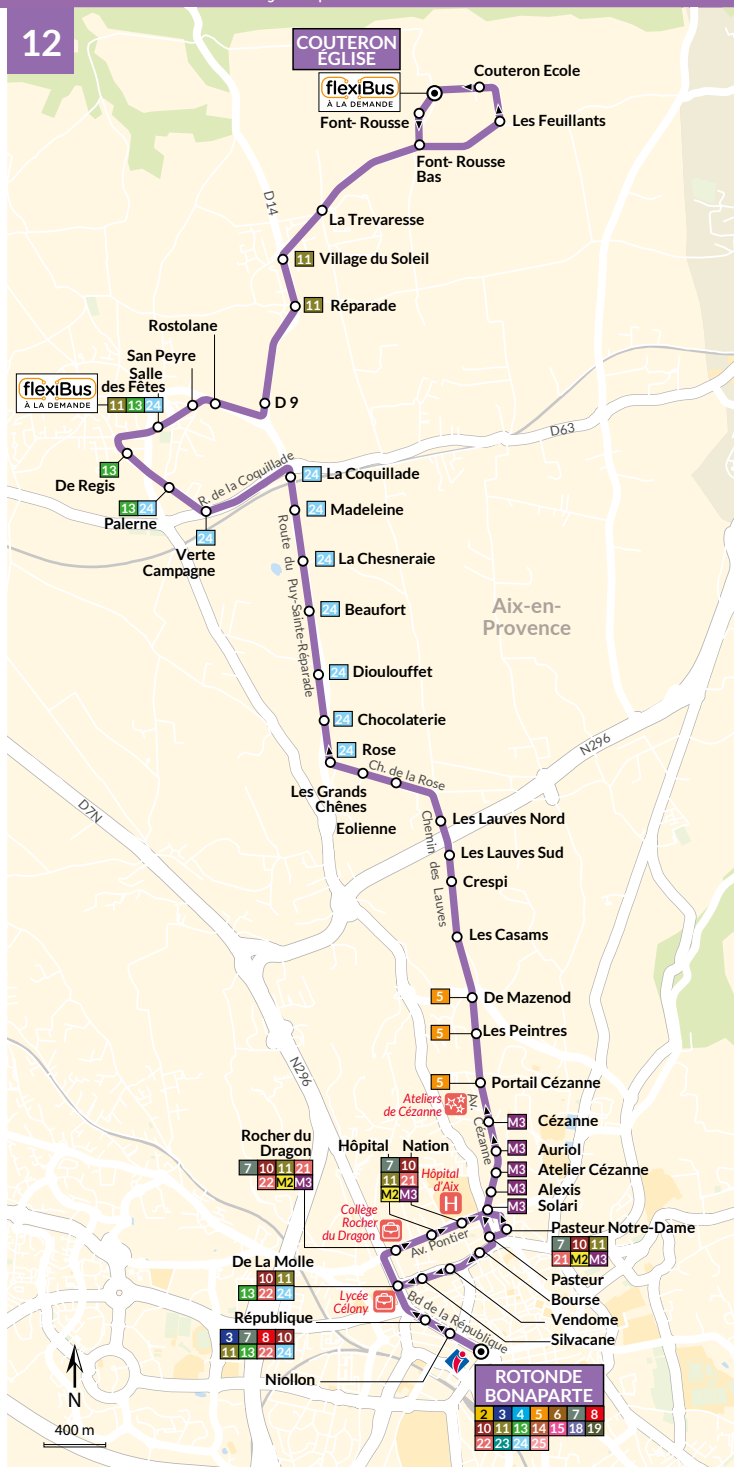 12
COUTERON
ÉGLISE
flexiBus
À LA DEMANDE
Couteron Ecole
Font- Rousse
Les Feuillants
Font- Rousse
Bas
D14
La Trevaresse
11 Village du Soleil
11 Réparade
Rostolane
San Peyre
Salle
des Fêtes
flexiBus
À LA DEMANDE
11 13 24
D 9
D63
13
De Regis
R. de la Coquillade
24 La Coquillade
13 24
Palerne
24 Madeleine
24
Verte
Campagne
Route du Puy-Sainte-Réparade
24 La Chesneraie
Aix-en-
Provence
24 Beaufort
24 Dioulouffet
24 Chocolaterie
24 Rose
N296
Ch. de la Rose
Les Grands
Chênes
Eolienne
D7N
Les Lauves Nord
Chemin des Lauves
Les Lauves Sud
Crespi
Les Casams
5 De Mazenod
5 Les Peintres
N296
5 Portail Cézanne
Ateliers
de Cézanne
Av. Cézanne
M3 Cézanne
M3 Auriol
M3 Atelier Cézanne
M3 Alexis
M3 Solari
Rocher du
Dragon
7 10 11 21
22 M2 M3
Hôpital
Nation
7 10
11 21
M2 M3
Hôpital
d'Aix
H
Collège
Rocher
du Dragon
Av. Pontier
Pasteur Notre-Dame
7 10 11
21 M2 M3
De La Molle
10 11
13 22 24
Pasteur
Bourse
Lycée
Célony
Bd de la République
Vendome
République
3 7 8 10
11 13 22 24
Silvacane
Niollon
ROTONDE
BONAPARTE
2 3 4 5 6 7 8
10 11 13 14 15 18 19
22 23 24 25
N
400 m